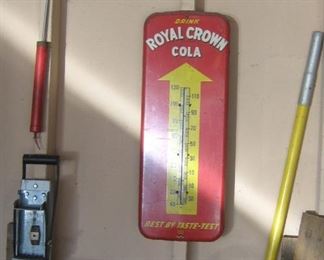 DRINK
ROYAL CROWN
COLA
BEST BY TASTE-TEST